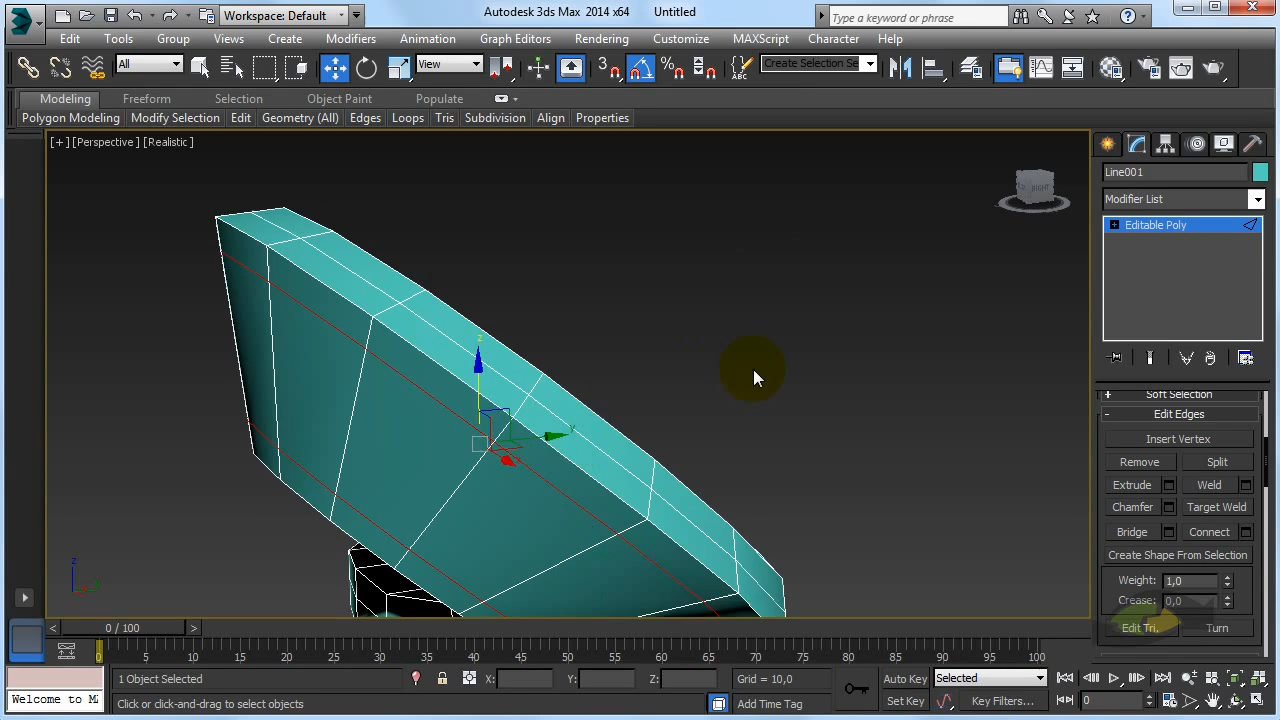 Workspace: Default
Autodesk 3ds Max 2014 x64 Untitled
Type a keyword or phrase
Edit Tools Group Views Create Modifiers Animation Graph Editors Rendering Customize MAXScript Character Help
All
View
3
Create Selection Se
Modeling Freeform Selection Object Paint Populate
Polygon Modeling Modify Selection Edit Geometry (All) Edges Loops Tris Subdivision Align Properties
[+] [Perspective] [Realistic]
RIGHT
Line001
Modifier List
Editable Poly
z
y
Soft Selection
Edit Edges
Insert Vertex
Remove Split
Extrude Weld
Chamfer Target Weld
Bridge Connect
Create Shape From Selection
Weight: 1,0
Crease: 0,0
Edit Tri. Turn
z
0 / 100
0 5 10 15 20 25 30 35 40 45 50 55 60 65 70 75 80 85 90 95 100
1 Object Selected X: Y: Z: Grid = 10,0 Auto Key Selected
Welcome to M
Click or click-and-drag to select objects Add Time Tag Set Key Key Filters... 0